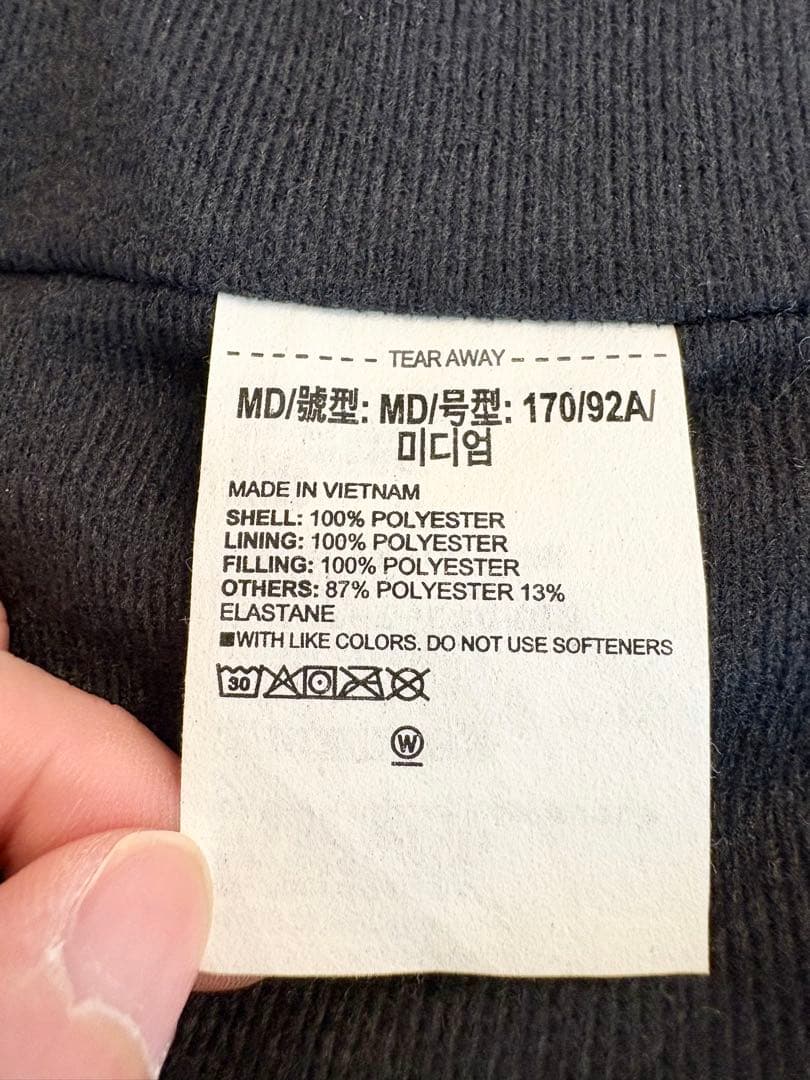 TEAR AWAY
MD/號型: MD/号型: 170/92A/
미디엄
MADE IN VIETNAM
SHELL: 100% POLYESTER
LINING: 100% POLYESTER
FILLING: 100% POLYESTER
OTHERS: 87% POLYESTER 13%
ELASTANE
■WITH LIKE COLORS. DO NOT USE SOFTENERS
30
W